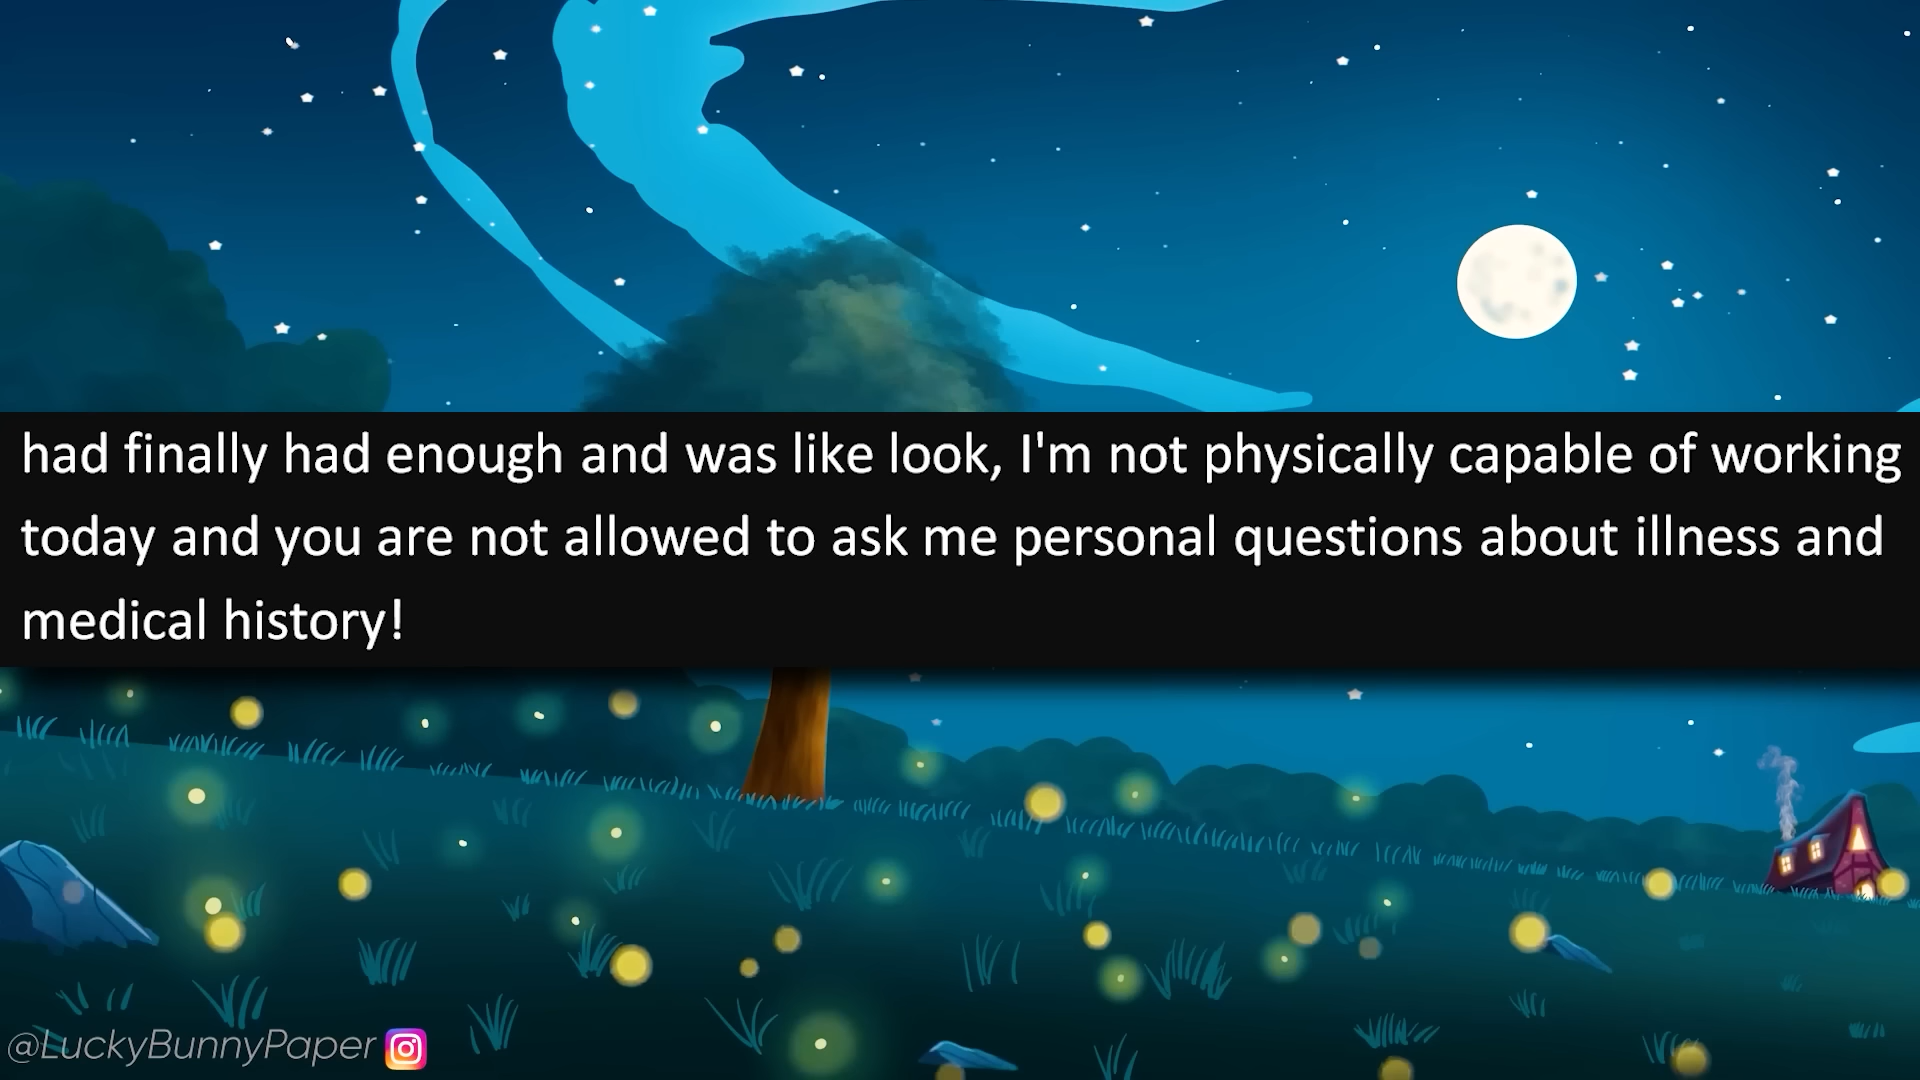 had finally had enough and was like look, I'm not physically capable of working
today and you are not allowed to ask me personal questions about illness and
medical history!
@LuckyBunnyPaper